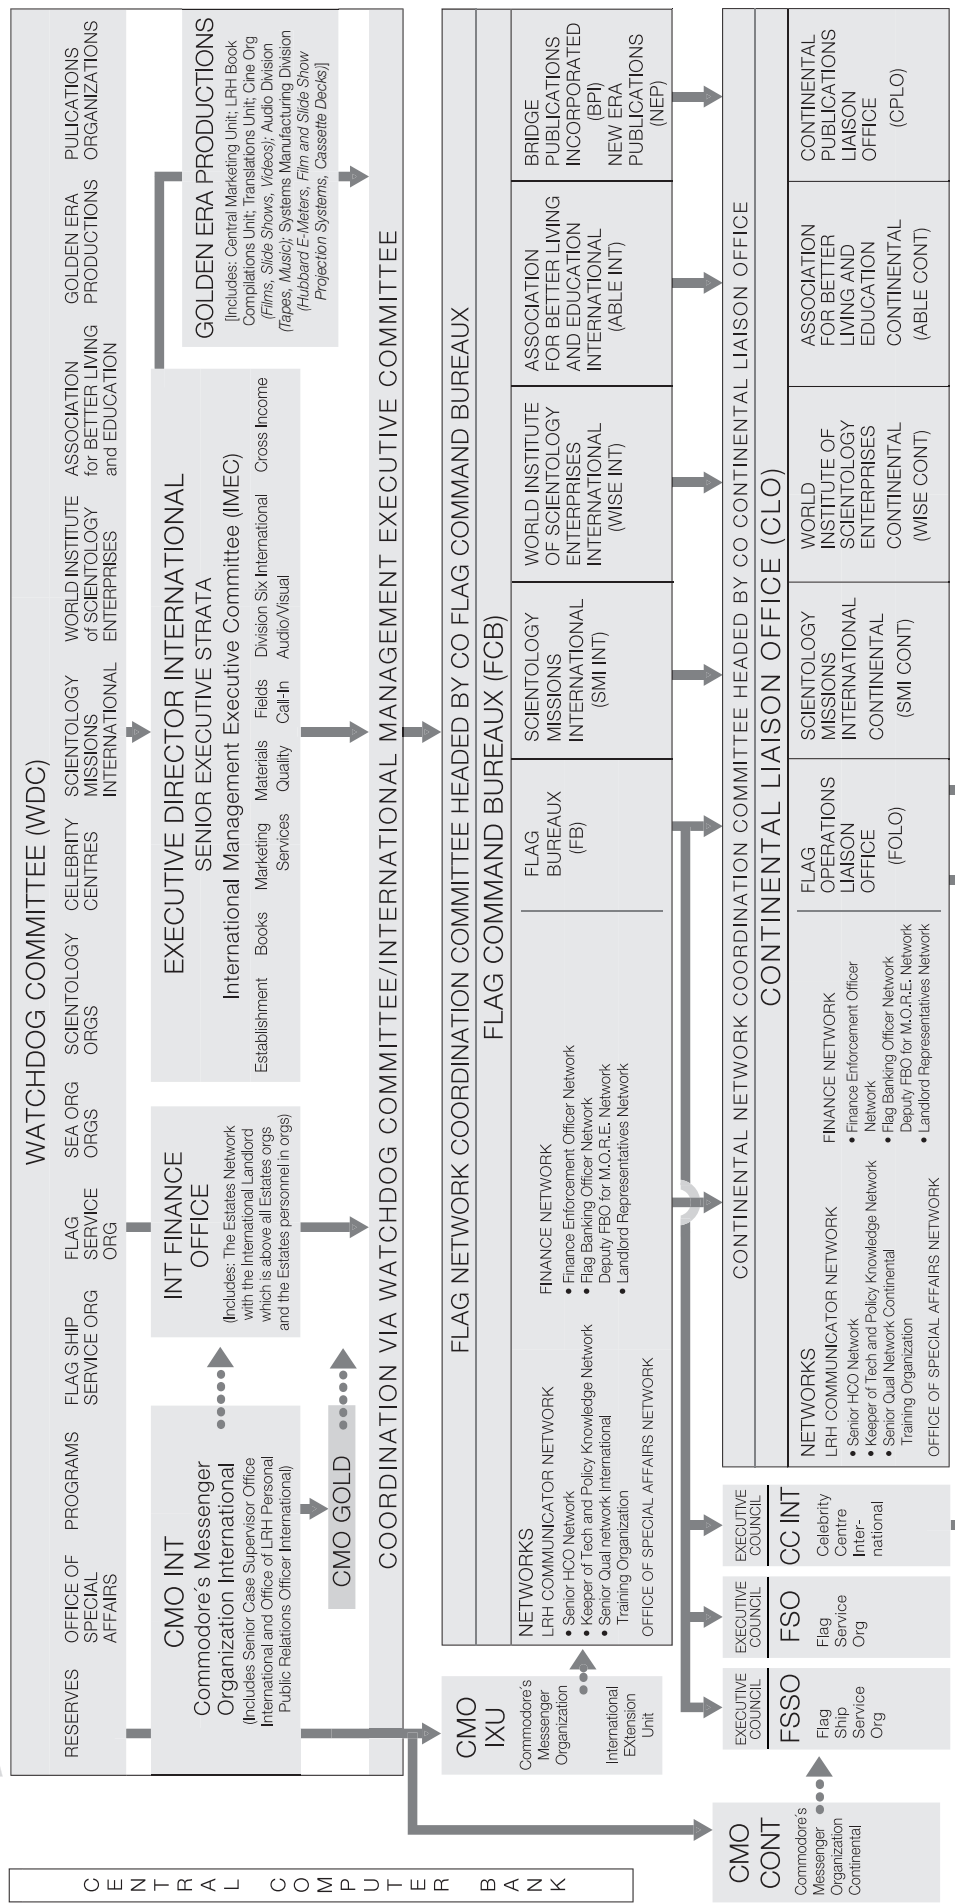 WATCHDOG COMMITTEE (WDC)
RESERVES
OFFICE OF
SPECIAL
AFFAIRS
PROGRAMS
FLAG SHIP
SERVICE ORG
FLAG
SERVICE
ORG
SEA ORG
ORGS
SCIENTOLOGY
ORGS
CELEBRITY
CENTRES
SCIENTOLOGY
MISSIONS
INTERNATIONAL
WORLD INSTITUTE
of SCIENTOLOGY
ENTERPRISES
ASSOCIATION
for BETTER LIVING
and EDUCATION
GOLDEN ERA
PRODUCTIONS
PULICATIONS
ORGANIZATIONS
CMO INT
Commodore´s Messenger
Organization International
(Includes Senior Case Supervisor Office
International and Office of LRH Personal
Public Relations Officer International)
INT FINANCE
OFFICE
(Includes: The Estates Network
with the International Landlord
which is above all Estates orgs
and the Estates personnel in orgs)
EXECUTIVE DIRECTOR INTERNATIONAL
SENIOR EXECUTIVE STRATA
International Management Executive Committee (IMEC)
Establishment Books Marketing Materials Fields Division Six International Cross Income
Services Quality Call-In Audio/Visual
GOLDEN ERA PRODUCTIONS
[Includes: Central Marketing Unit; LRH Book
Compilations Unit; Translations Unit; Cine Org
(Films, Slide Shows, Videos); Audio Division
(Tapes, Music); Systems Manufacturing Division
(Hubbard E-Meters, Film and Slide Show
Projection Systems, Cassette Decks)]
CMO GOLD
COORDINATION VIA WATCHDOG COMMITTEE/INTERNATIONAL MANAGEMENT EXECUTIVE COMMITTEE
CENTRAL COMPUTER BANK
CMO
IXU
Commodore´s
Messenger
Organization
International
EXtension
Unit
FLAG NETWORK COORDINATION COMMITTEE HEADED BY CO FLAG COMMAND BUREAUX
FLAG COMMAND BUREAUX (FCB)
NETWORKS
LRH COMMUNICATOR NETWORK
• Senior HCO Network
• Keeper of Tech and Policy Knowledge Network
• Senior Qual network International
Training Organization
OFFICE OF SPECIAL AFFAIRS NETWORK
FINANCE NETWORK
• Finance Enforcement Officer Network
• Flag Banking Officer Network
Deputy FBO for M.O.R.E. Network
• Landlord Representatives Network
FLAG
BUREAUX
(FB)
SCIENTOLOGY
MISSIONS
INTERNATIONAL
(SMI INT)
WORLD INSTITUTE
OF SCIENTOLOGY
ENTERPRISES
INTERNATIONAL
(WISE INT)
ASSOCIATION
FOR BETTER LIVING
AND EDUCATION
INTERNATIONAL
(ABLE INT)
BRIDGE
PUBLICATIONS
INCORPORATED
(BPI)
NEW ERA
PUBLICATIONS
(NEP)
CMO
CONT
Commodore´s
Messenger
Organization
Continental
EXECUTIVE
COUNCIL
FSSO
Flag
Ship
Service
Org
EXECUTIVE
COUNCIL
FSO
Flag
Service
Org
EXECUTIVE
COUNCIL
CC INT
Celebrity
Centre
Inter-
national
CONTINENTAL NETWORK COORDINATION COMMITTEE HEADED BY CO CONTINENTAL LIAISON OFFICE
CONTINENTAL LIAISON OFFICE (CLO)
NETWORKS
LRH COMMUNICATOR NETWORK
• Senior HCO Network
• Keeper of Tech and Policy Knowledge Network
• Senior Qual Network Continental
Training Organization
OFFICE OF SPECIAL AFFAIRS NETWORK
FINANCE NETWORK
• Finance Enforcement Officer
Network
• Flag Banking Officer Network
Deputy FBO for M.O.R.E. Network
• Landlord Representatives Network
FLAG
OPERATIONS
LIAISON
OFFICE
(FOLO)
SCIENTOLOGY
MISSIONS
INTERNATIONAL
CONTINENTAL
(SMI CONT)
WORLD
INSTITUTE OF
SCIENTOLOGY
ENTERPRISES
CONTINENTAL
(WISE CONT)
ASSOCIATION
FOR BETTER
LIVING AND
EDUCATION
CONTINENTAL
(ABLE CONT)
CONTINENTAL
PUBLICATIONS
LIAISON
OFFICE
(CPLO)